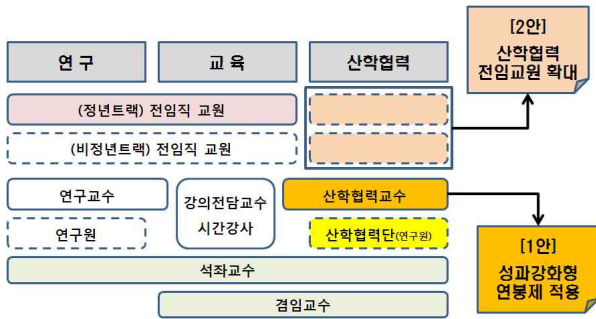 [2안]
산학협력
전임교원 확대
연 구
교 육
산학협력
(정년트랙) 전임직 교원
(비정년트랙) 전임직 교원
연구교수
강의전담교수
시간강사
산학협력교수
연구원
산학협력단(연구원)
석좌교수
겸임교수
[1안]
성과강화형
연봉제 적용